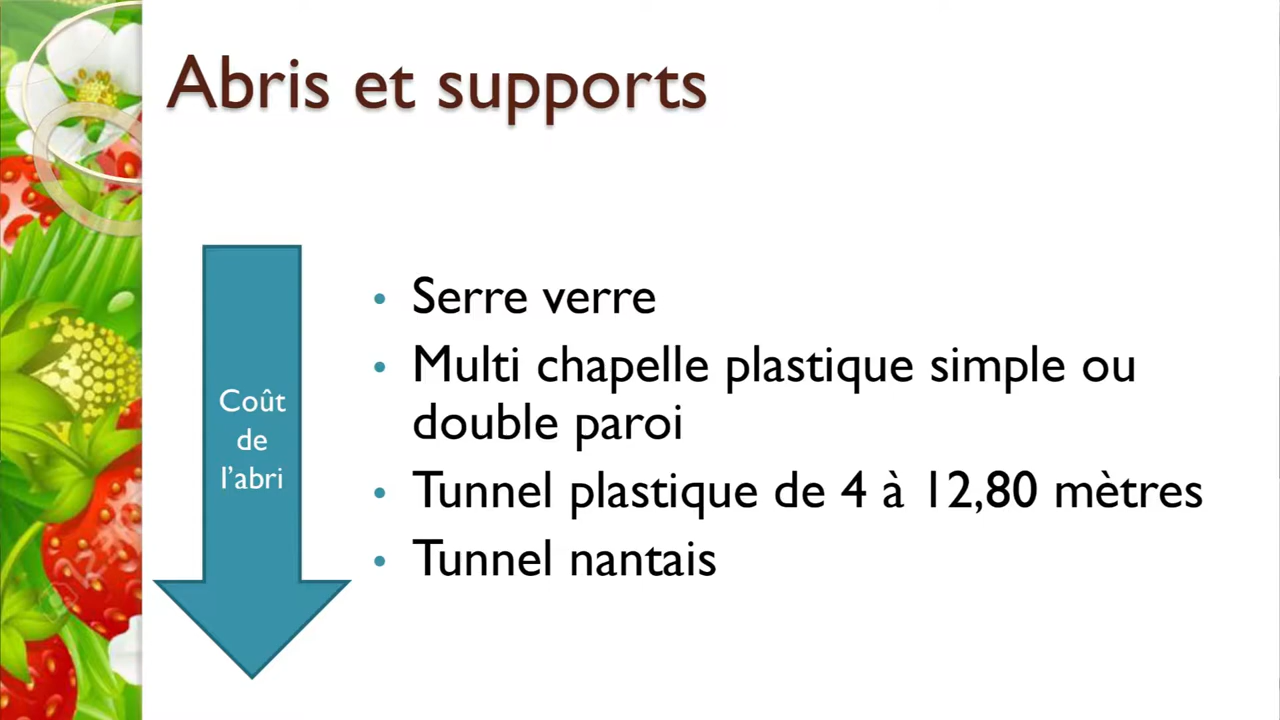 Abris et supports
Coût
de
l'abri
• Serre verre
• Multi chapelle plastique simple ou
double paroi
• Tunnel plastique de 4 à 12,80 mètres
• Tunnel nantais